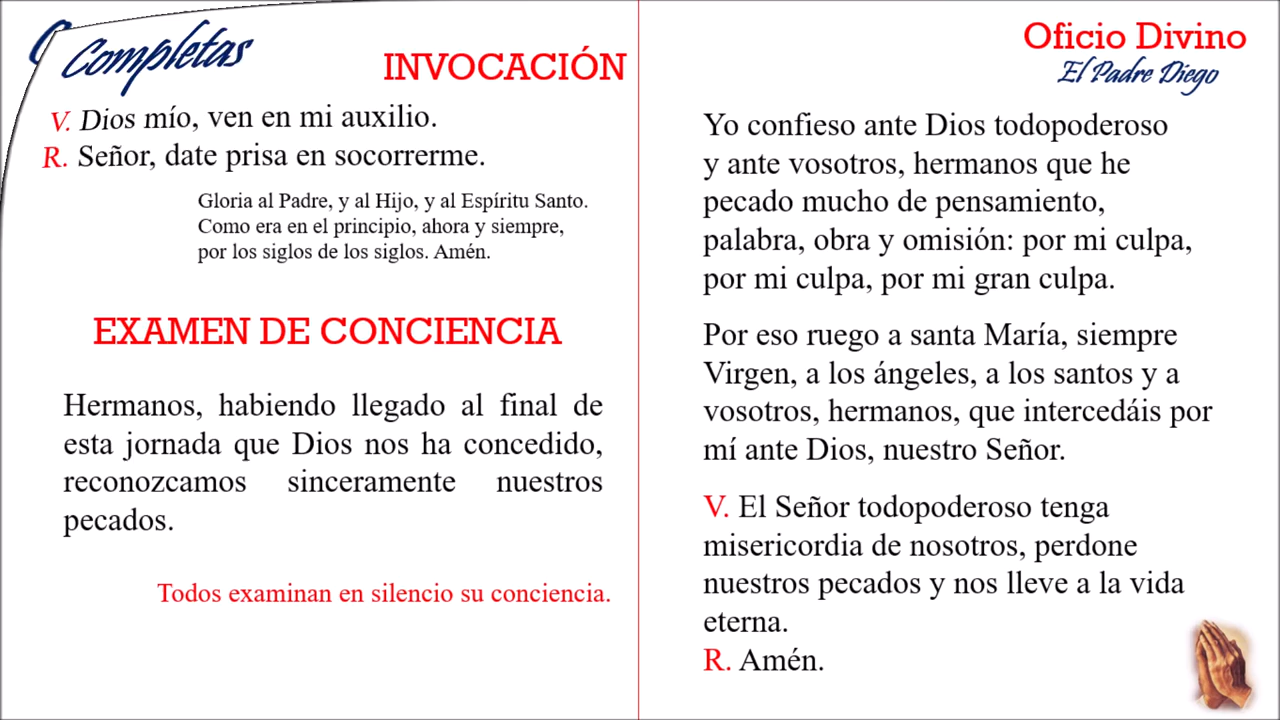 Completas
INVOCACIÓN
V. Dios mío, ven en mi auxilio.
R. Señor, date prisa en socorrerme.
Gloria al Padre, y al Hijo, y al Espíritu Santo.
Como era en el principio, ahora y siempre,
por los siglos de los siglos. Amén.
EXAMEN DE CONCIENCIA
Hermanos, habiendo llegado al final de
esta jornada que Dios nos ha concedido,
reconozcamos sinceramente nuestros
pecados.
Todos examinan en silencio su conciencia.
Oficio Divino
El Padre Diego
Yo confieso ante Dios todopoderoso
y ante vosotros, hermanos que he
pecado mucho de pensamiento,
palabra, obra y omisión: por mi culpa,
por mi culpa, por mi gran culpa.
Por eso ruego a santa María, siempre
Virgen, a los ángeles, a los santos y a
vosotros, hermanos, que intercedáis por
mí ante Dios, nuestro Señor.
V. El Señor todopoderoso tenga
misericordia de nosotros, perdone
nuestros pecados y nos lleve a la vida
eterna.
R. Amén.